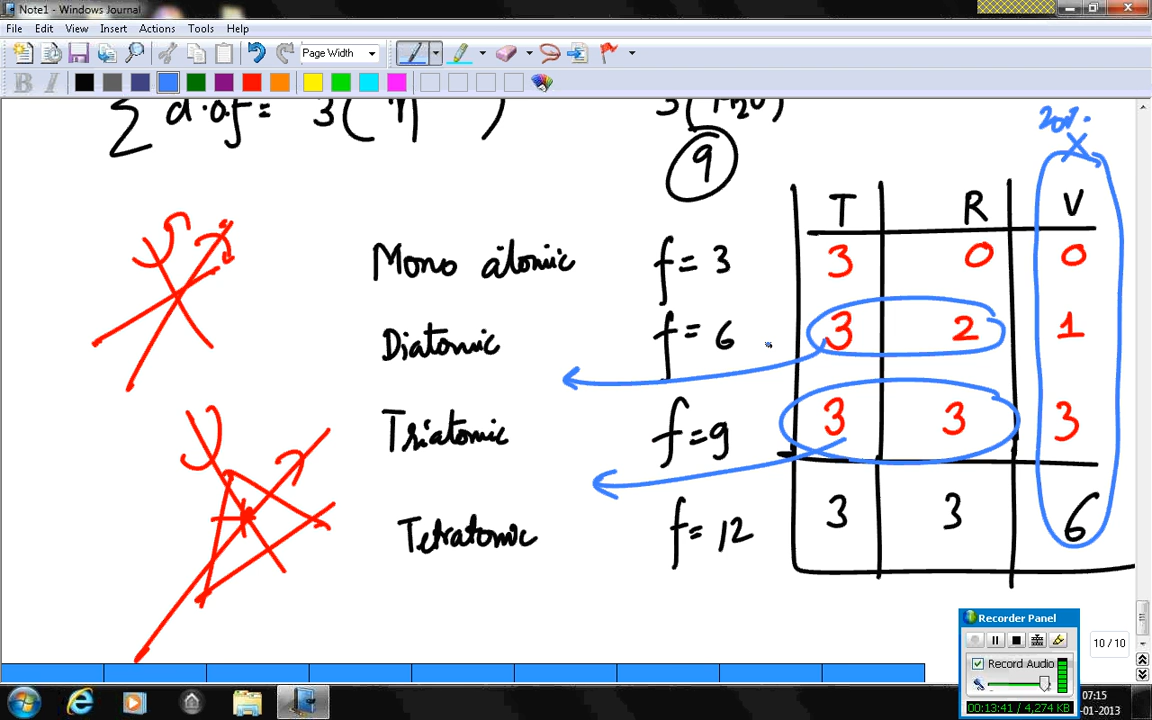 Note1 - Windows Journal
File Edit View Insert Actions Tools Help
Page Width
B I
Σ d.o.f = 3( η ) 3(1H20)
9
20%
X
T R V
Mono atomic f = 3 3 0 0
Diatomic f = 6 3 2 1
Triatomic f = 9 3 3 3
Tetratomic f = 12 3 3 6
Recorder Panel
10 / 10
Record Audio
00:13:41 / 4,274 KB
07:15
-01-2013